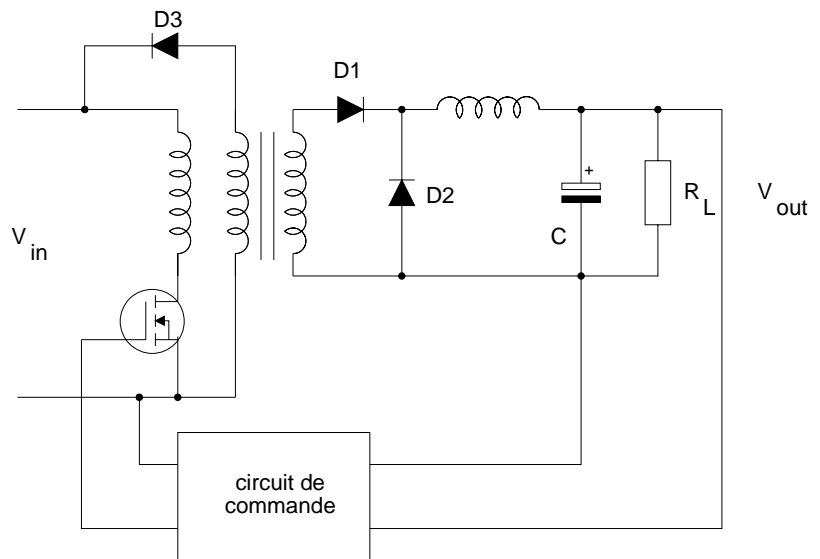 D3
D1
D2
+
C
R
L
V
in
V
out
circuit de
commande